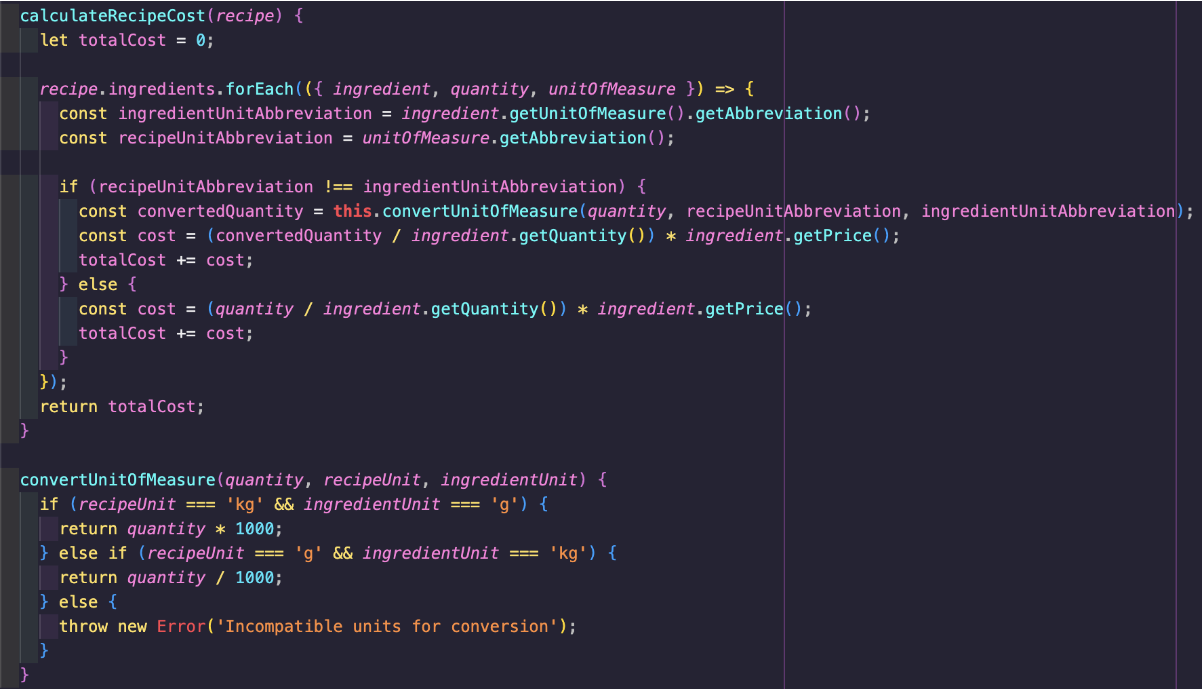 calculateRecipeCost(recipe) {
  let totalCost = 0;

  recipe.ingredients.forEach(({ ingredient, quantity, unitOfMeasure }) => {
    const ingredientUnitAbbreviation = ingredient.getUnitOfMeasure().getAbbreviation();
    const recipeUnitAbbreviation = unitOfMeasure.getAbbreviation();

    if (recipeUnitAbbreviation !== ingredientUnitAbbreviation) {
      const convertedQuantity = this.convertUnitOfMeasure(quantity, recipeUnitAbbreviation, ingredientUnitAbbreviation);
      const cost = (convertedQuantity / ingredient.getQuantity()) * ingredient.getPrice();
      totalCost += cost;
    } else {
      const cost = (quantity / ingredient.getQuantity()) * ingredient.getPrice();
      totalCost += cost;
    }
  });
  return totalCost;
}

convertUnitOfMeasure(quantity, recipeUnit, ingredientUnit) {
  if (recipeUnit === 'kg' && ingredientUnit === 'g') {
    return quantity * 1000;
  } else if (recipeUnit === 'g' && ingredientUnit === 'kg') {
    return quantity / 1000;
  } else {
    throw new Error('Incompatible units for conversion');
  }
}